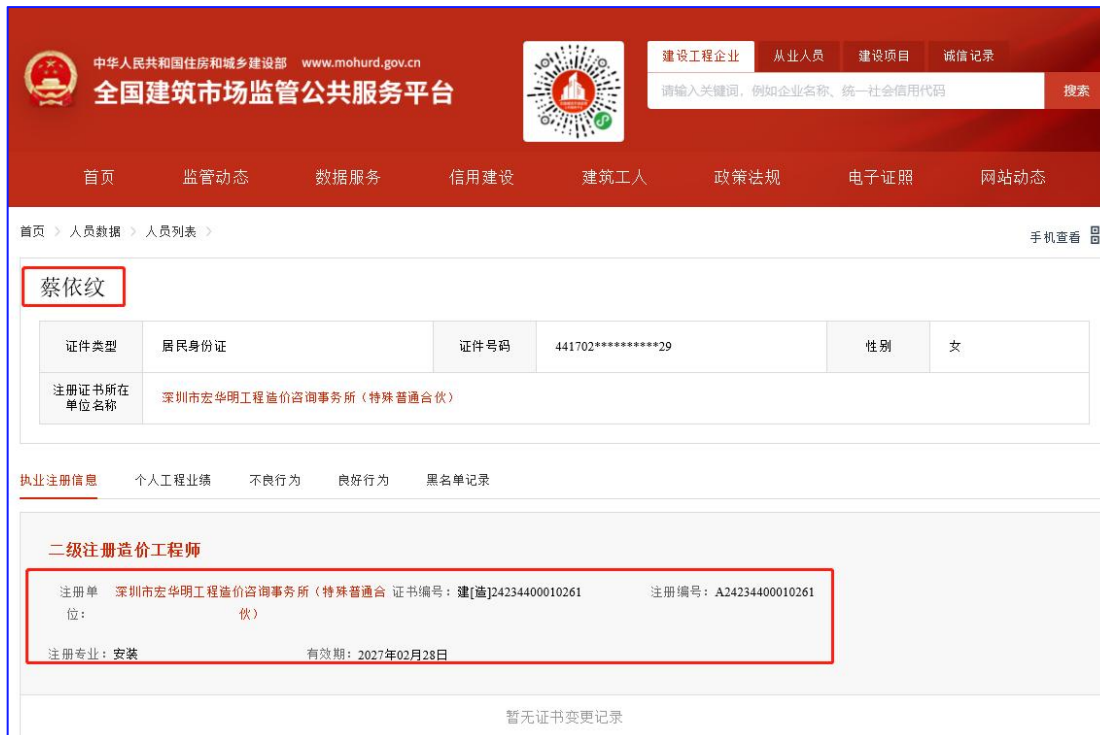 中华人民共和国住房和城乡建设部 www.mohurd.gov.cn
全国建筑市场监管公共服务平台
建设工程企业 从业人员 建设项目 诚信记录
请输入关键词，例如企业名称、统一社会信用代码 搜索
首页 监管动态 数据服务 信用建设 建筑工人 政策法规 电子证照 网站动态
首页 > 人员数据 > 人员列表 >
手机查看
蔡依纹
证件类型 居民身份证 证件号码 441702**********29 性别 女
注册证书所在
单位名称
深圳市宏华明工程造价咨询事务所（特殊普通合伙）
执业注册信息 个人工程业绩 不良行为 良好行为 黑名单记录
二级注册造价工程师
注册单 深圳市宏华明工程造价咨询事务所（特殊普通合 证书编号：建[造]24234400010261 注册编号：A24234400010261
位： 伙）
注册专业：安装 有效期：2027年02月28日
暂无证书变更记录